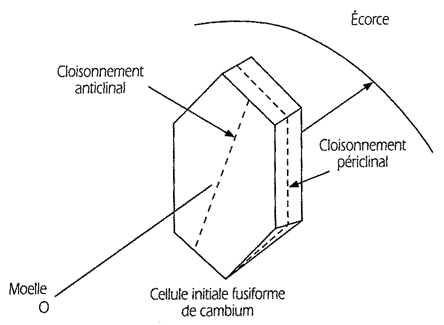 Écorce
Cloisonnement
anticlinal
Cloisonnement
périclinal
Moelle
O
Cellule initiale fusiforme
de cambium